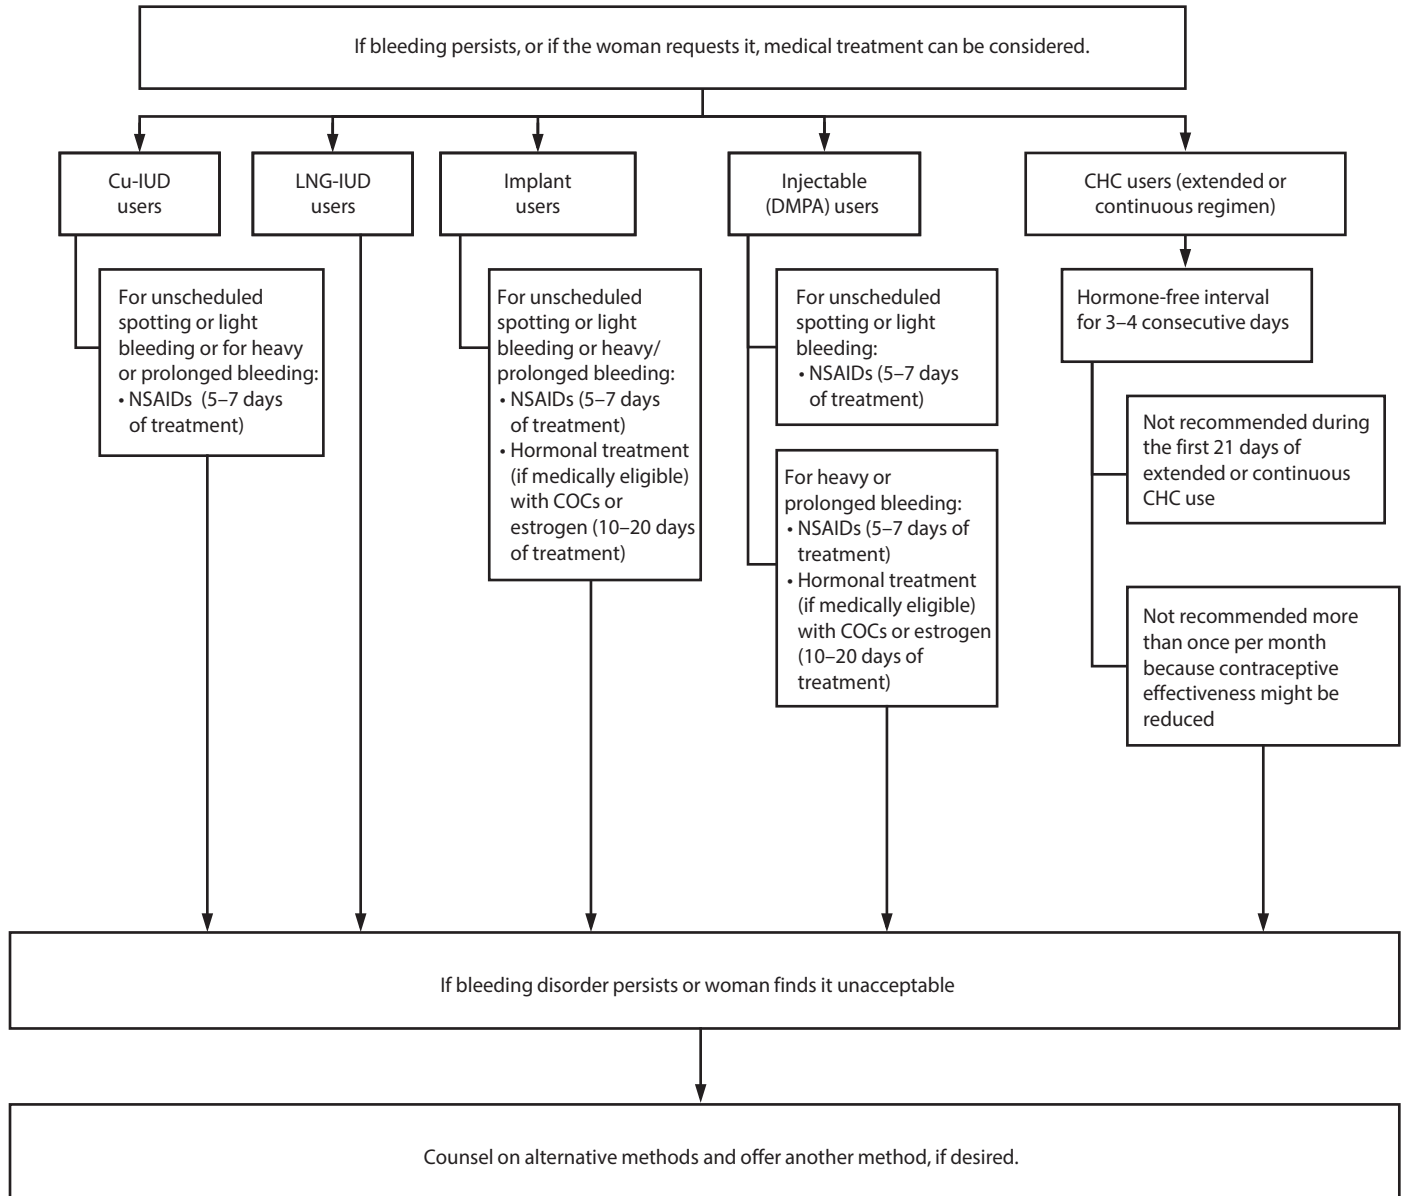 If bleeding persists, or if the woman requests it, medical treatment can be considered.
Cu-IUD
users
LNG-IUD
users
Implant
users
Injectable
(DMPA) users
CHC users (extended or
continuous regimen)
For unscheduled
spotting or light
bleeding or for heavy
or prolonged bleeding:
• NSAIDs (5–7 days
of treatment)
For unscheduled
spotting or light
bleeding or heavy/
prolonged bleeding:
• NSAIDs (5–7 days
of treatment)
• Hormonal treatment
(if medically eligible)
with COCs or
estrogen (10–20 days
of treatment)
For unscheduled
spotting or light
bleeding:
• NSAIDs (5–7 days
of treatment)
For heavy or
prolonged bleeding:
• NSAIDs (5–7 days of
treatment)
• Hormonal treatment
(if medically eligible)
with COCs or estrogen
(10–20 days of
treatment)
Hormone-free interval
for 3–4 consecutive days
Not recommended during
the first 21 days of
extended or continuous
CHC use
Not recommended more
than once per month
because contraceptive
effectiveness might be
reduced
If bleeding disorder persists or woman finds it unacceptable
Counsel on alternative methods and offer another method, if desired.